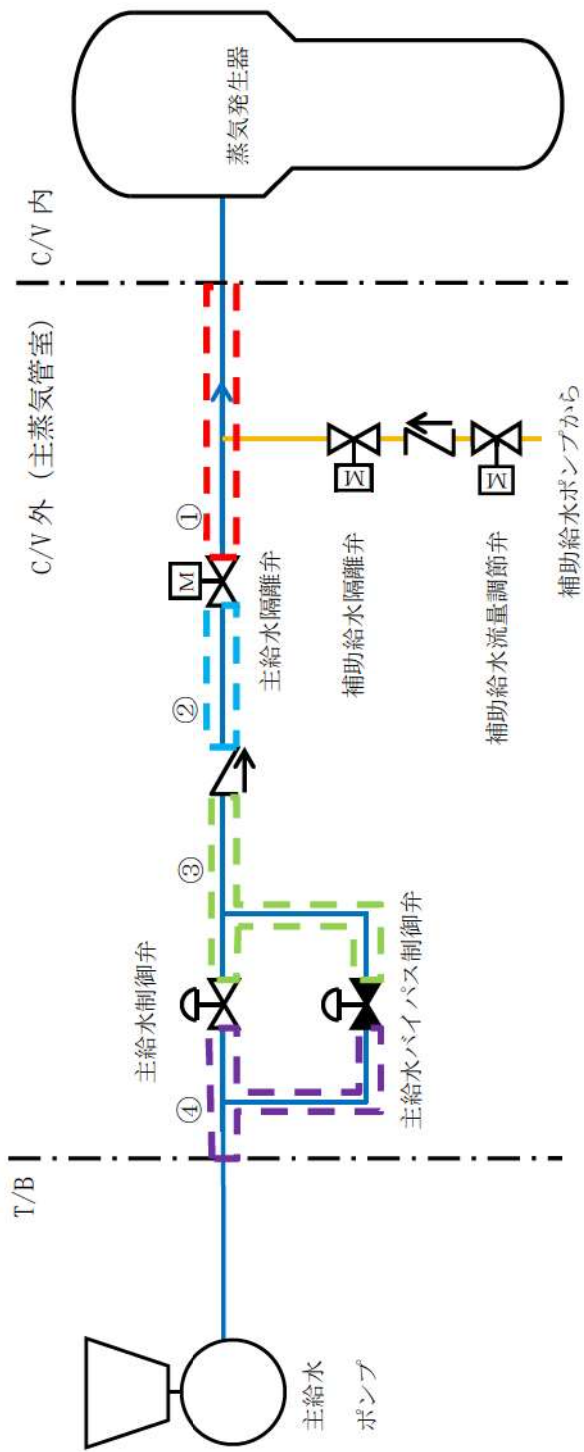 T/B
C/V 外（主蒸気管室）
C/V 内
主給水
ポンプ
④
主給水制御弁
主給水バイパス制御弁
③
②
①
M
主給水隔離弁
M
補助給水隔離弁
M
補助給水流量調節弁
補助給水ポンプから
蒸気発生器